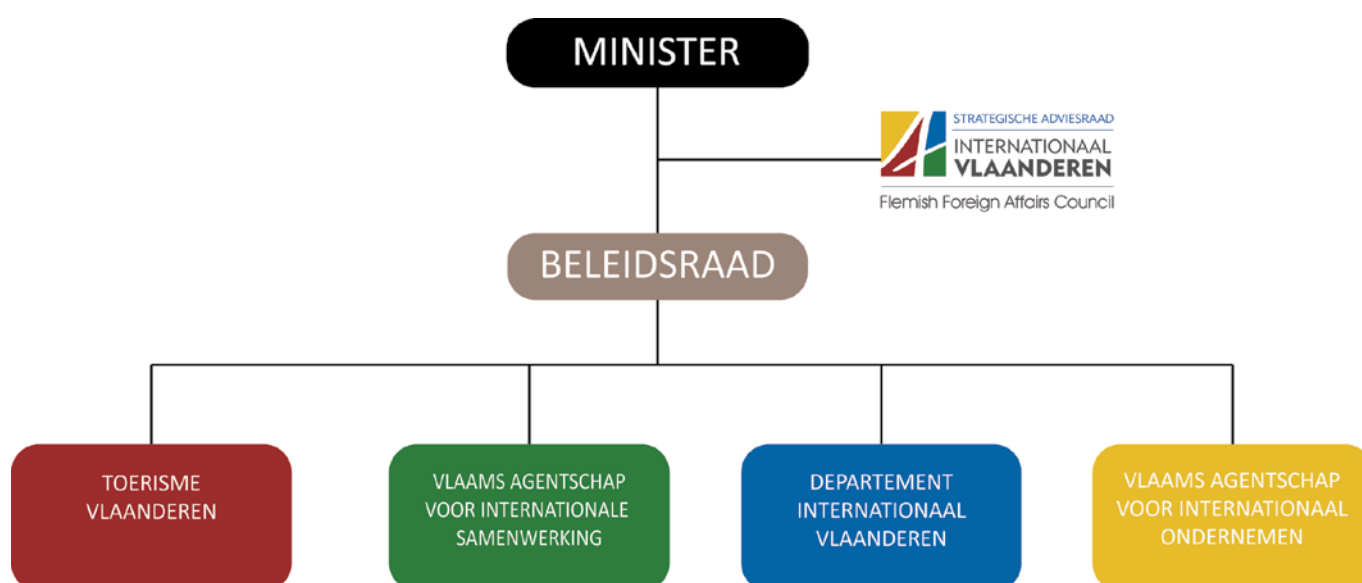 MINISTER
STRATEGISCHE ADVIESRAAD
INTERNATIONAAL
VLAANDEREN
Flemish Foreign Affairs Council
BELEIDSRAAD
TOERISME
VLAANDEREN
VLAAMS AGENTSCHAP
VOOR INTERNATIONALE
SAMENWERKING
DEPARTEMENT
INTERNATIONAAL
VLAANDEREN
VLAAMS AGENTSCHAP
VOOR INTERNATIONAAL
ONDERNEMEN